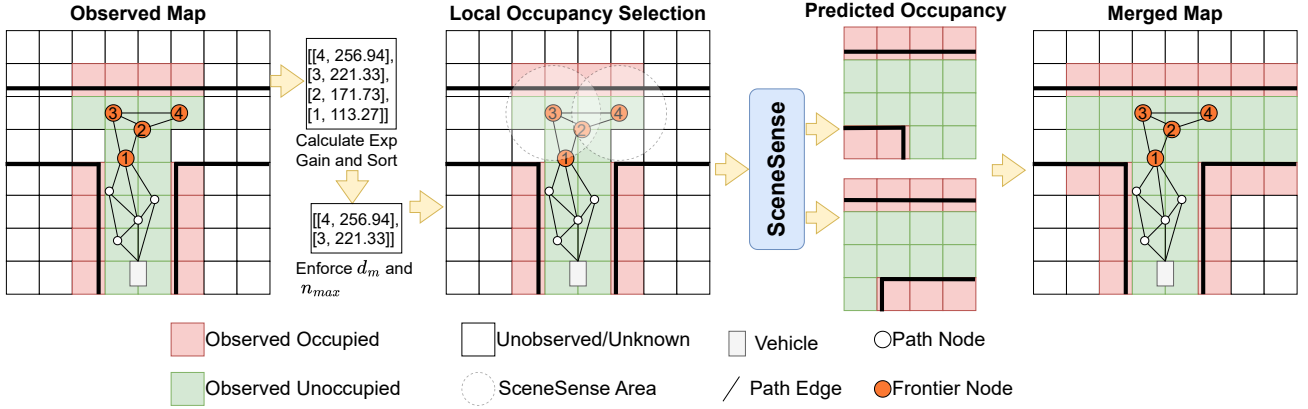 Observed Map
Local Occupancy Selection
Predicted Occupancy
Merged Map
3
4
2
1
[[4, 256.94],
[3, 221.33],
[2, 171.73],
[1, 113.27]]
Calculate Exp
Gain and Sort
[[4, 256.94],
[3, 221.33]]
Enforce d_m and
n_max
3
4
2
1
SceneSense
3
4
2
1
Observed Occupied
Unobserved/Unknown
Vehicle
Path Node
Observed Unoccupied
SceneSense Area
Path Edge
Frontier Node